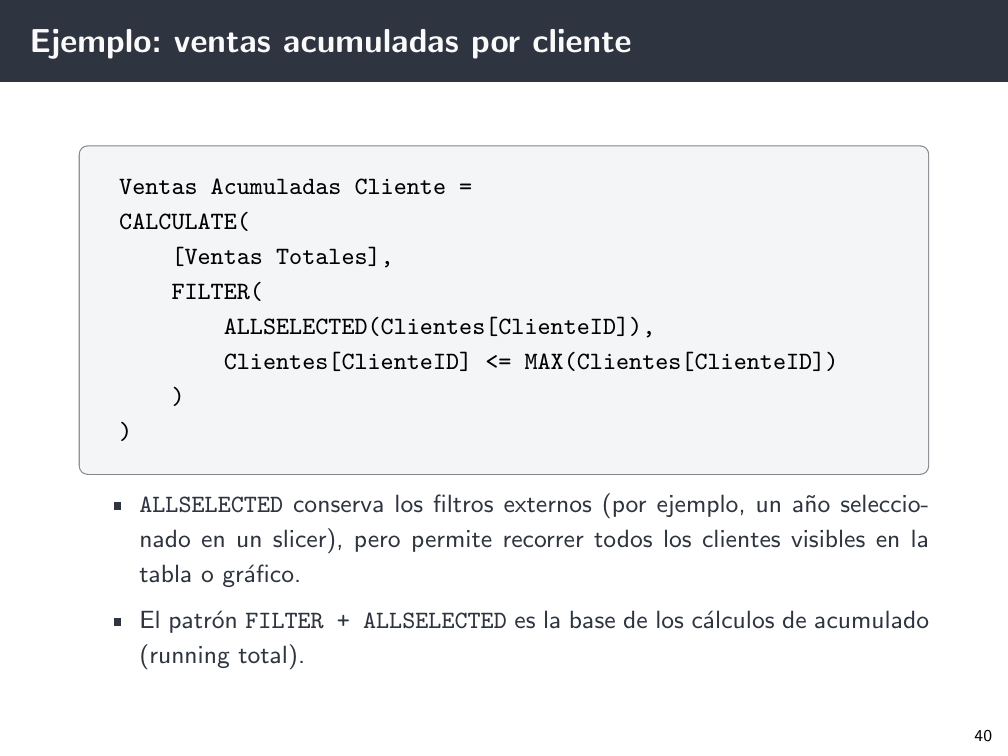 Ejemplo: ventas acumuladas por cliente
Ventas Acumuladas Cliente =
CALCULATE(
    [Ventas Totales],
    FILTER(
        ALLSELECTED(Clientes[ClienteID]),
        Clientes[ClienteID] <= MAX(Clientes[ClienteID])
    )
)
▪ ALLSELECTED conserva los filtros externos (por ejemplo, un año seleccio-
nado en un slicer), pero permite recorrer todos los clientes visibles en la
tabla o gráfico.
▪ El patrón FILTER + ALLSELECTED es la base de los cálculos de acumulado
(running total).
40